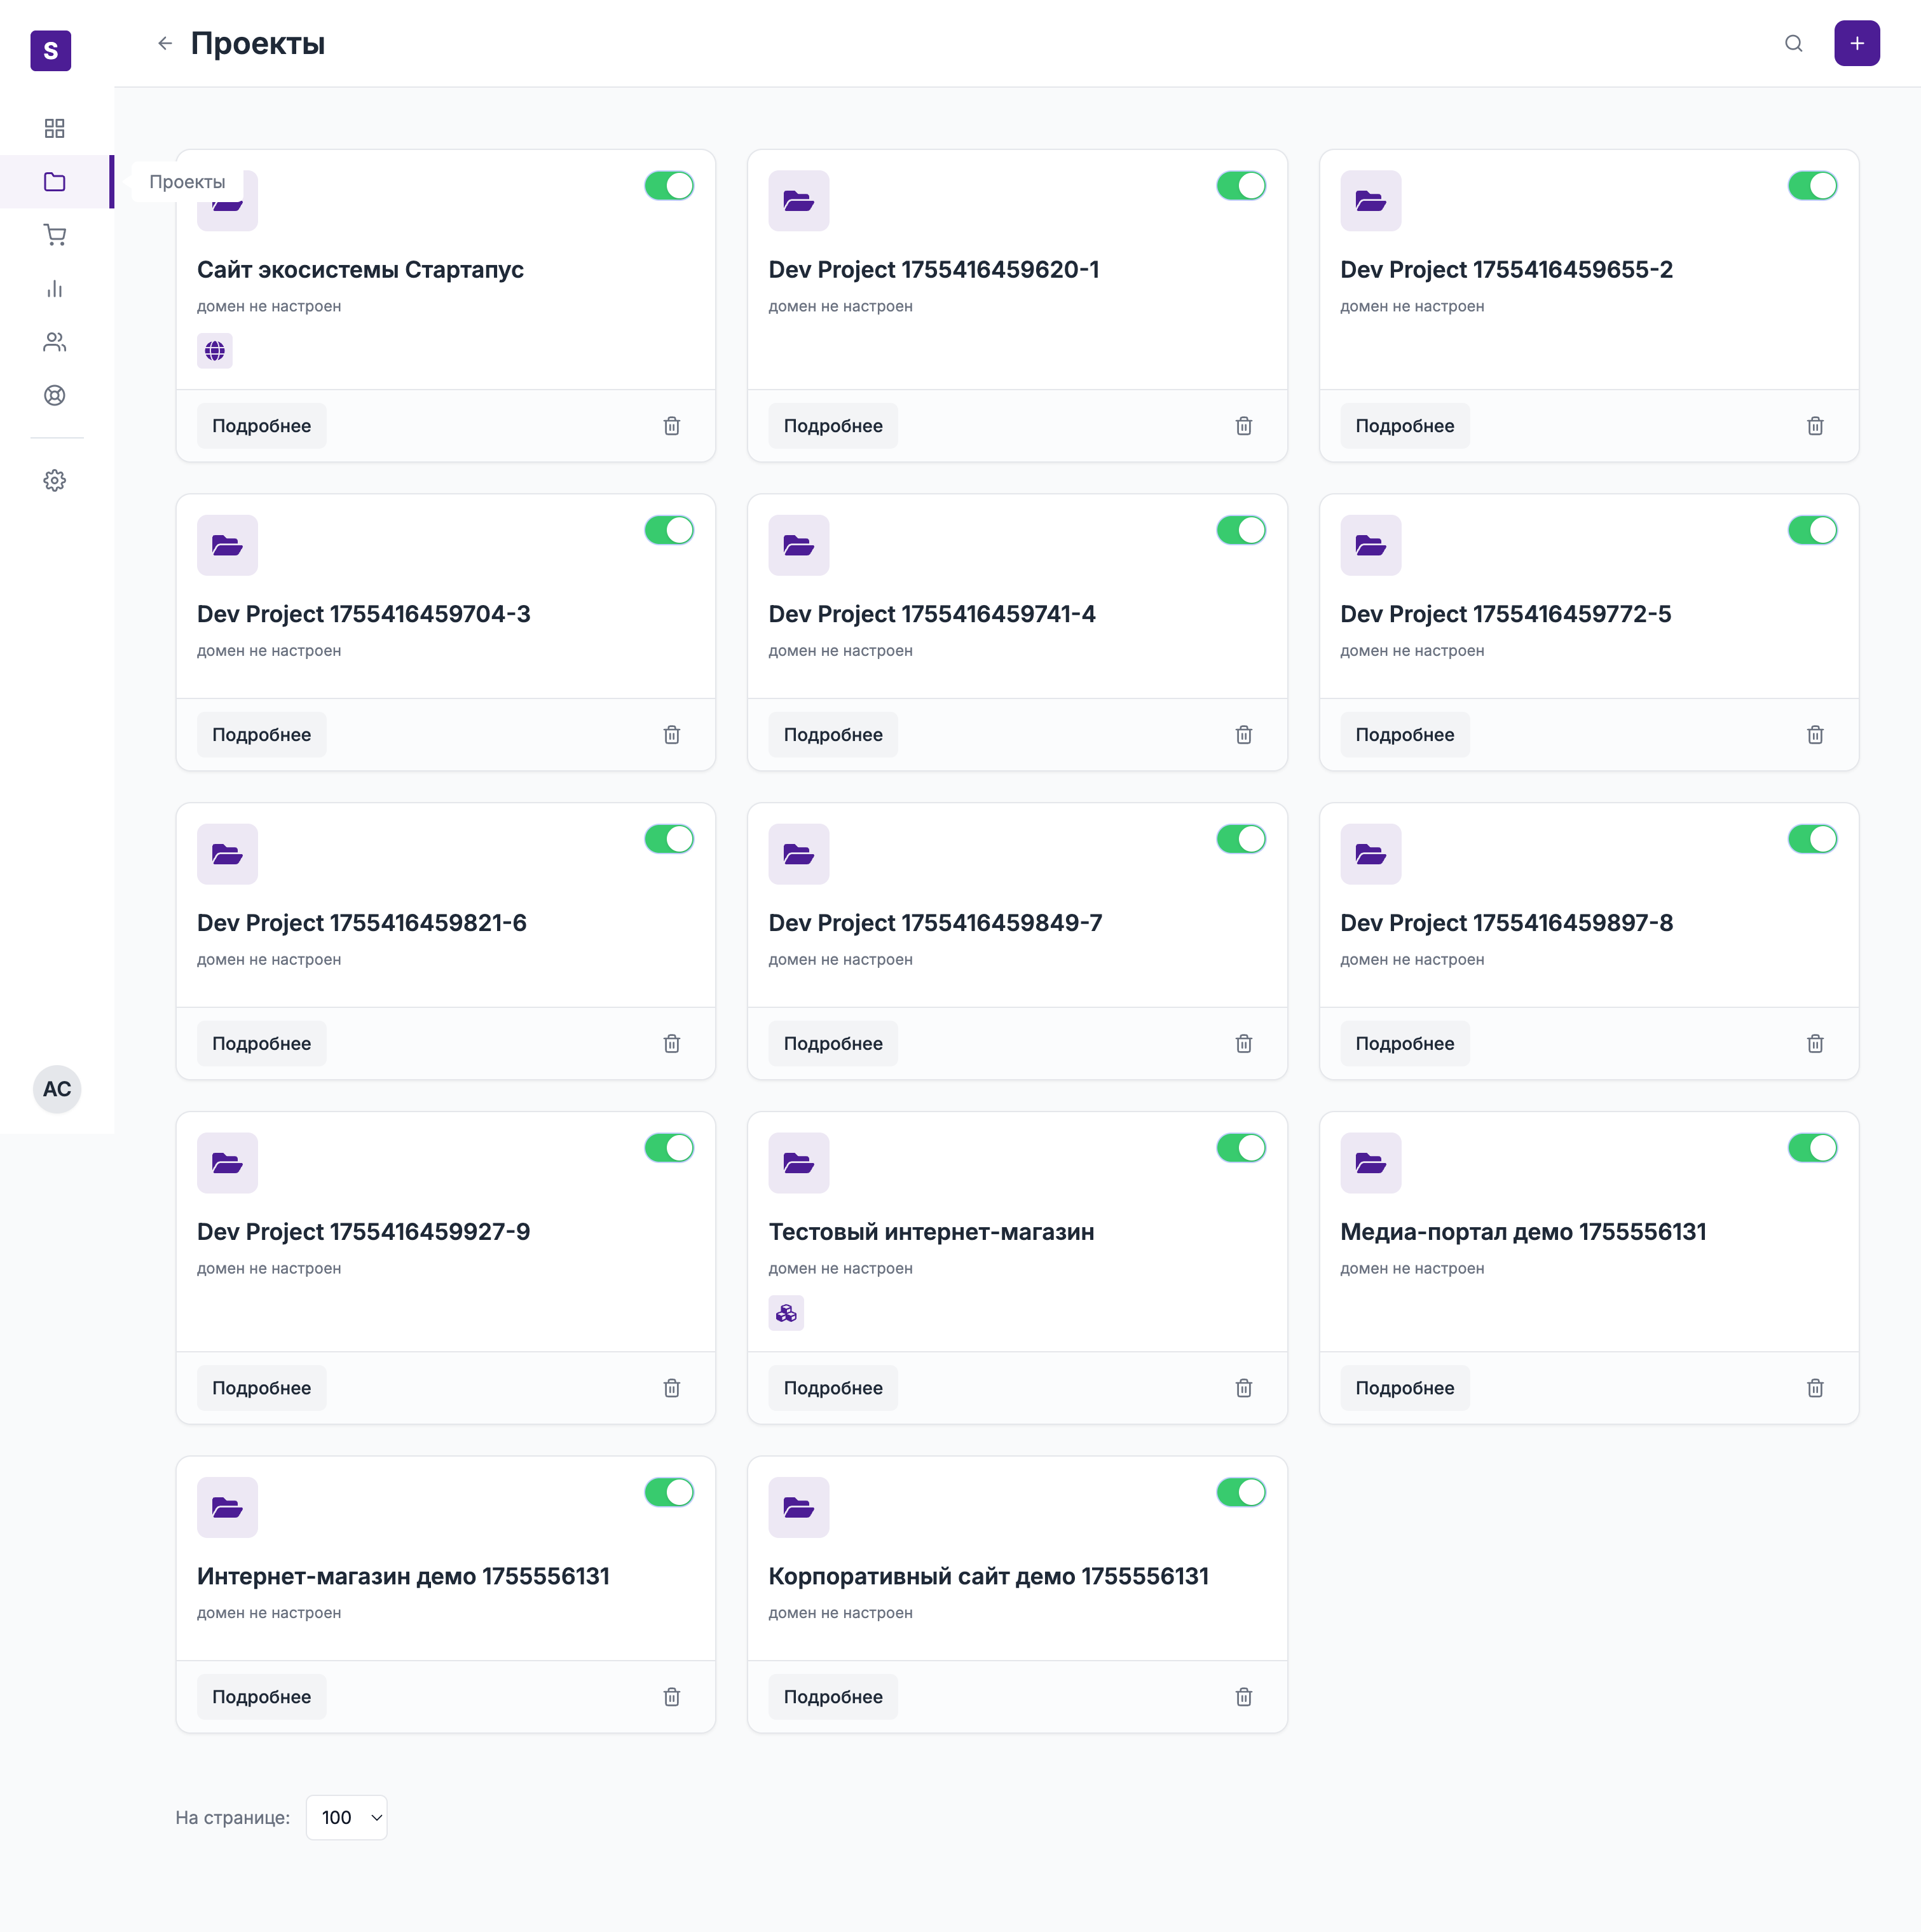 S
Проекты
Проекты
Сайт экосистемы Стартапус
домен не настроен
Подробнее
Dev Project 1755416459620-1
домен не настроен
Подробнее
Dev Project 1755416459655-2
домен не настроен
Подробнее
Dev Project 1755416459704-3
домен не настроен
Подробнее
Dev Project 1755416459741-4
домен не настроен
Подробнее
Dev Project 1755416459772-5
домен не настроен
Подробнее
Dev Project 1755416459821-6
домен не настроен
Подробнее
Dev Project 1755416459849-7
домен не настроен
Подробнее
Dev Project 1755416459897-8
домен не настроен
Подробнее
AC
Dev Project 1755416459927-9
домен не настроен
Подробнее
Тестовый интернет-магазин
домен не настроен
Подробнее
Медиа-портал демо 1755556131
домен не настроен
Подробнее
Интернет-магазин демо 1755556131
домен не настроен
Подробнее
Корпоративный сайт демо 1755556131
домен не настроен
Подробнее
На странице: 100